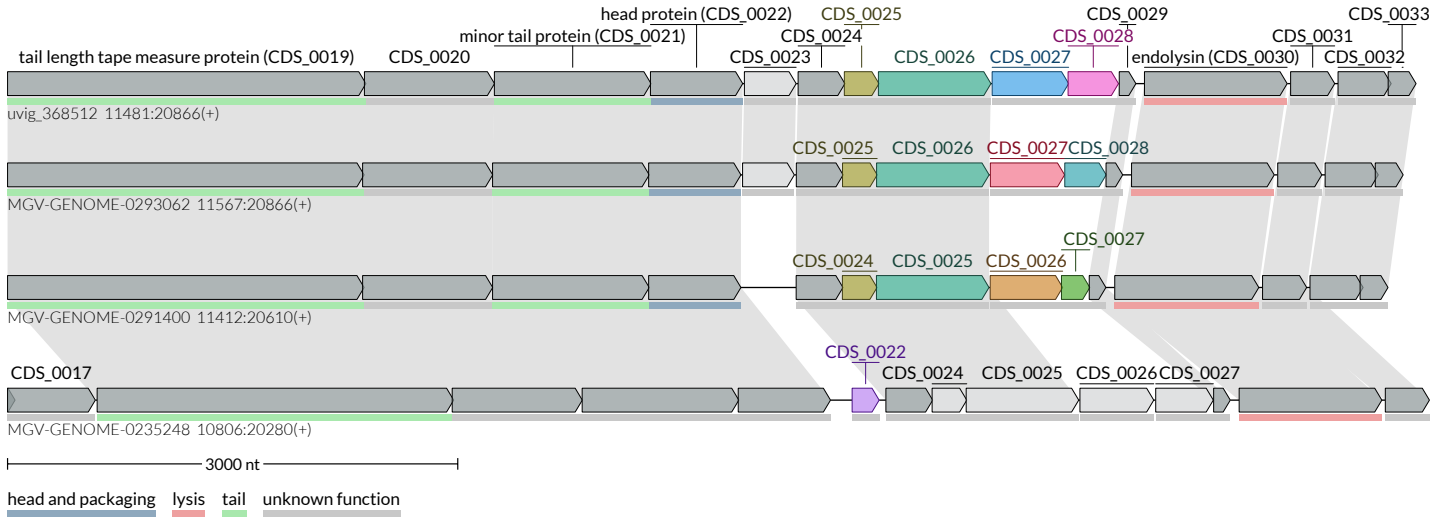 head protein (CDS_0022) CDS_0025 CDS_0029 CDS_0033
minor tail protein (CDS_0021) CDS_0024 CDS_0028 CDS_0031
tail length tape measure protein (CDS_0019) CDS_0020 CDS_0023 CDS_0026 CDS_0027 endolysin (CDS_0030) CDS_0032
uvig_368512 11481:20866(+)
CDS_0025 CDS_0026 CDS_0027 CDS_0028
MGV-GENOME-0293062 11567:20866(+)
CDS_0027
CDS_0024 CDS_0025 CDS_0026
MGV-GENOME-0291400 11412:20610(+)
CDS_0022
CDS_0017 CDS_0024 CDS_0025 CDS_0026 CDS_0027
MGV-GENOME-0235248 10806:20280(+)
3000 nt
head and packaging lysis tail unknown function